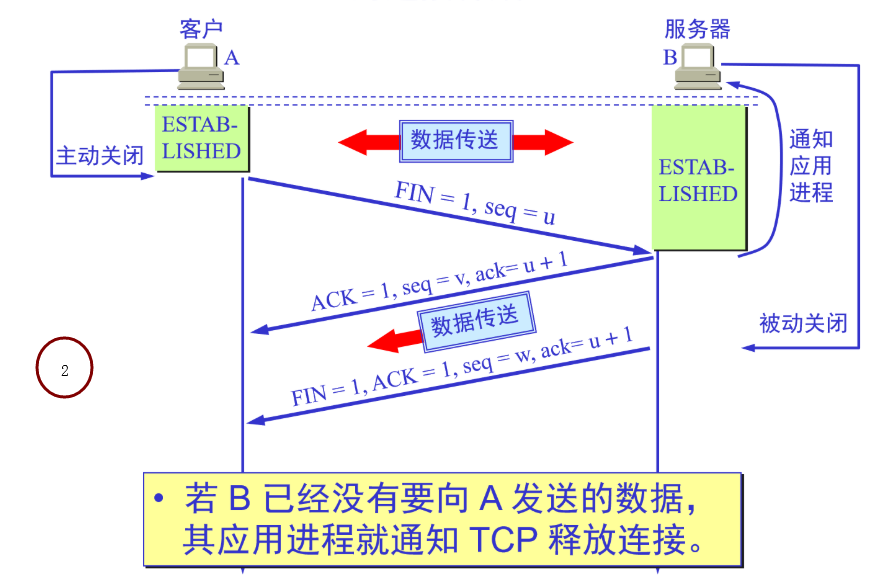 客户
服务器
A
B
ESTAB-
LISHED
数据传送
通知
应用
进程
主动关闭
ESTAB-
LISHED
FIN = 1, seq = u
ACK = 1, seq = v, ack= u + 1
数据传送
被动关闭
FIN = 1, ACK = 1, seq = w, ack= u + 1
2
• 若 B 已经没有要向 A 发送的数据，
其应用进程就通知 TCP 释放连接。